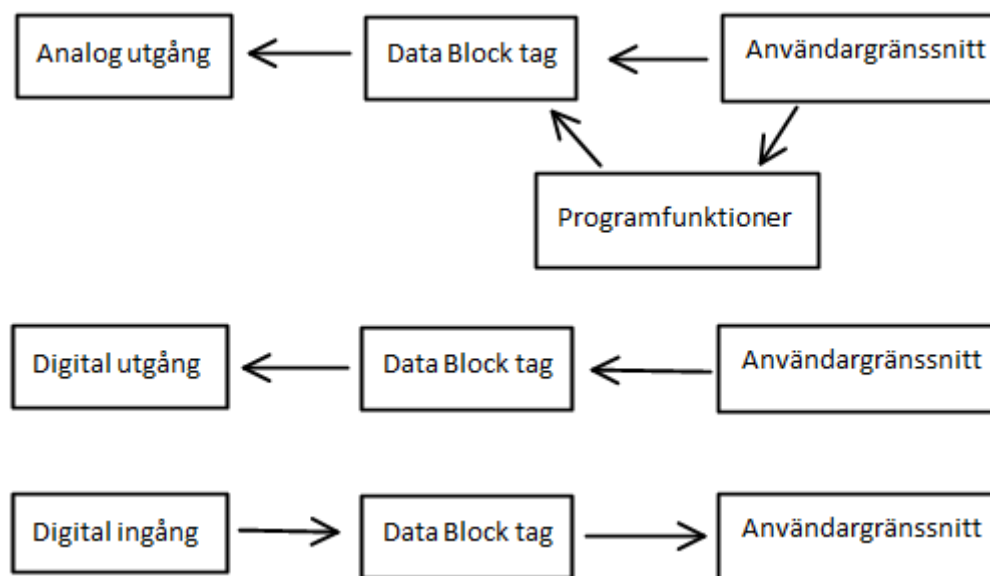 Analog utgång
Data Block tag
Användargränssnitt
Programfunktioner
Digital utgång
Data Block tag
Användargränssnitt
Digital ingång
Data Block tag
Användargränssnitt